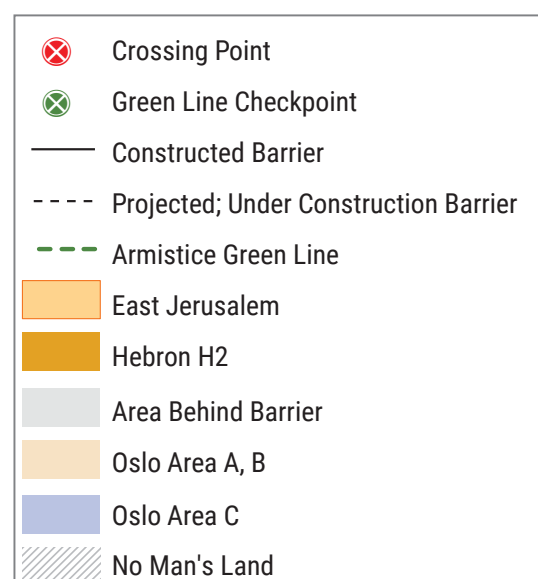 Crossing Point
Green Line Checkpoint
Constructed Barrier
Projected; Under Construction Barrier
Armistice Green Line
East Jerusalem
Hebron H2
Area Behind Barrier
Oslo Area A, B
Oslo Area C
No Man's Land